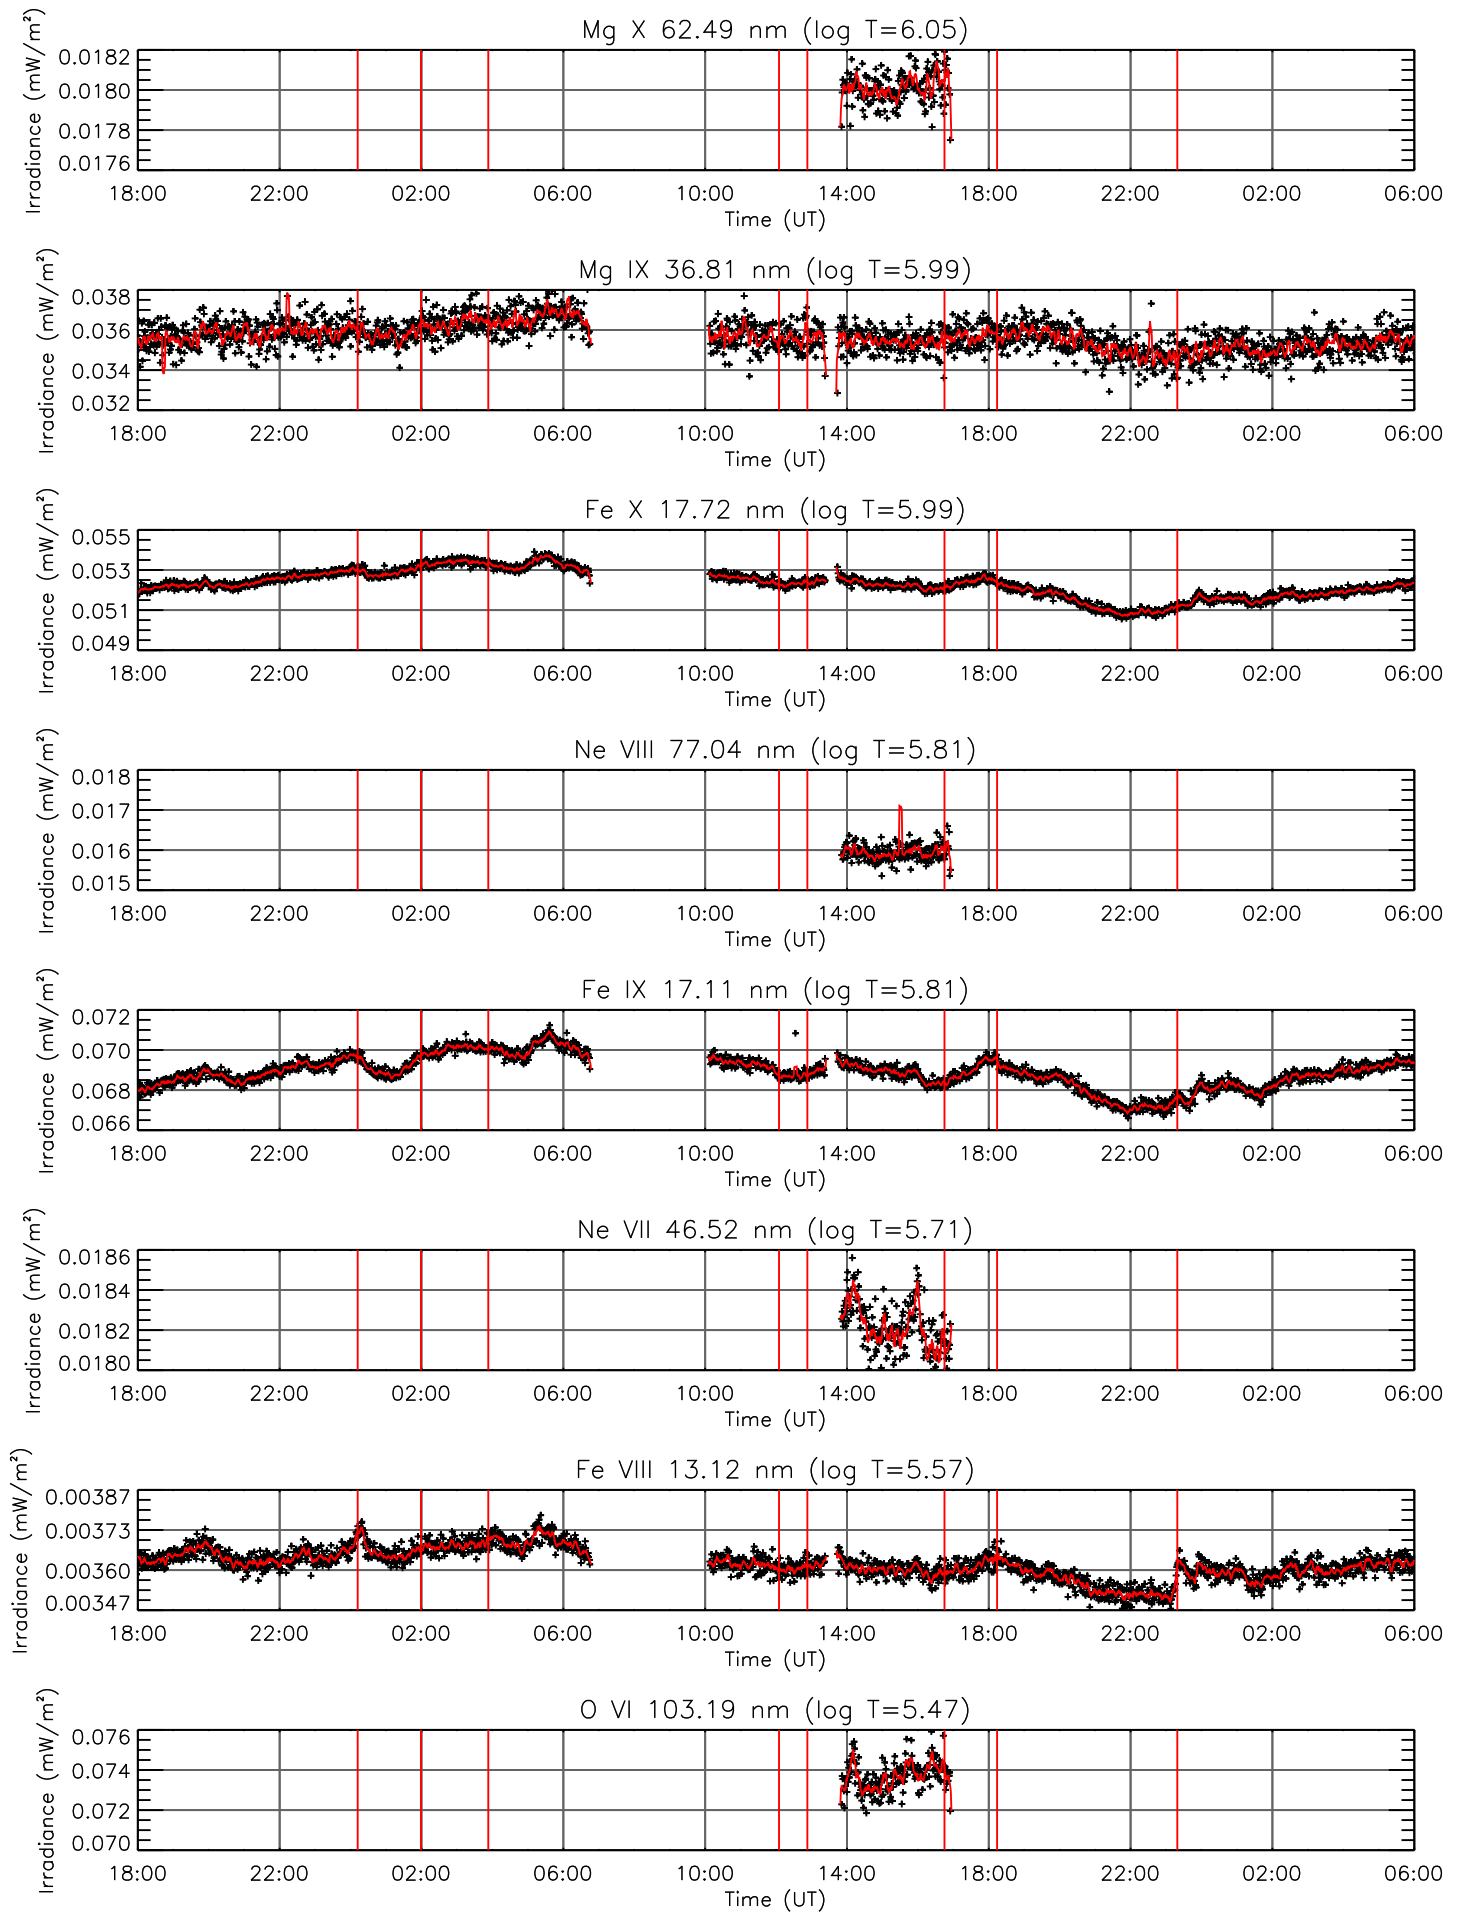 Mg X 62.49 nm (log T=6.05)
Irradiance (mW/m²)
0.0182
0.0180
0.0178
0.0176
18:00 22:00 02:00 06:00 10:00 14:00 18:00 22:00 02:00 06:00
Time (UT)
Mg IX 36.81 nm (log T=5.99)
Irradiance (mW/m²)
0.038
0.036
0.034
0.032
18:00 22:00 02:00 06:00 10:00 14:00 18:00 22:00 02:00 06:00
Time (UT)
Fe X 17.72 nm (log T=5.99)
Irradiance (mW/m²)
0.055
0.053
0.051
0.049
18:00 22:00 02:00 06:00 10:00 14:00 18:00 22:00 02:00 06:00
Time (UT)
Ne VIII 77.04 nm (log T=5.81)
Irradiance (mW/m²)
0.018
0.017
0.016
0.015
18:00 22:00 02:00 06:00 10:00 14:00 18:00 22:00 02:00 06:00
Time (UT)
Fe IX 17.11 nm (log T=5.81)
Irradiance (mW/m²)
0.072
0.070
0.068
0.066
18:00 22:00 02:00 06:00 10:00 14:00 18:00 22:00 02:00 06:00
Time (UT)
Ne VII 46.52 nm (log T=5.71)
Irradiance (mW/m²)
0.0186
0.0184
0.0182
0.0180
18:00 22:00 02:00 06:00 10:00 14:00 18:00 22:00 02:00 06:00
Time (UT)
Fe VIII 13.12 nm (log T=5.57)
Irradiance (mW/m²)
0.00387
0.00373
0.00360
0.00347
18:00 22:00 02:00 06:00 10:00 14:00 18:00 22:00 02:00 06:00
Time (UT)
O VI 103.19 nm (log T=5.47)
Irradiance (mW/m²)
0.076
0.074
0.072
0.070
18:00 22:00 02:00 06:00 10:00 14:00 18:00 22:00 02:00 06:00
Time (UT)